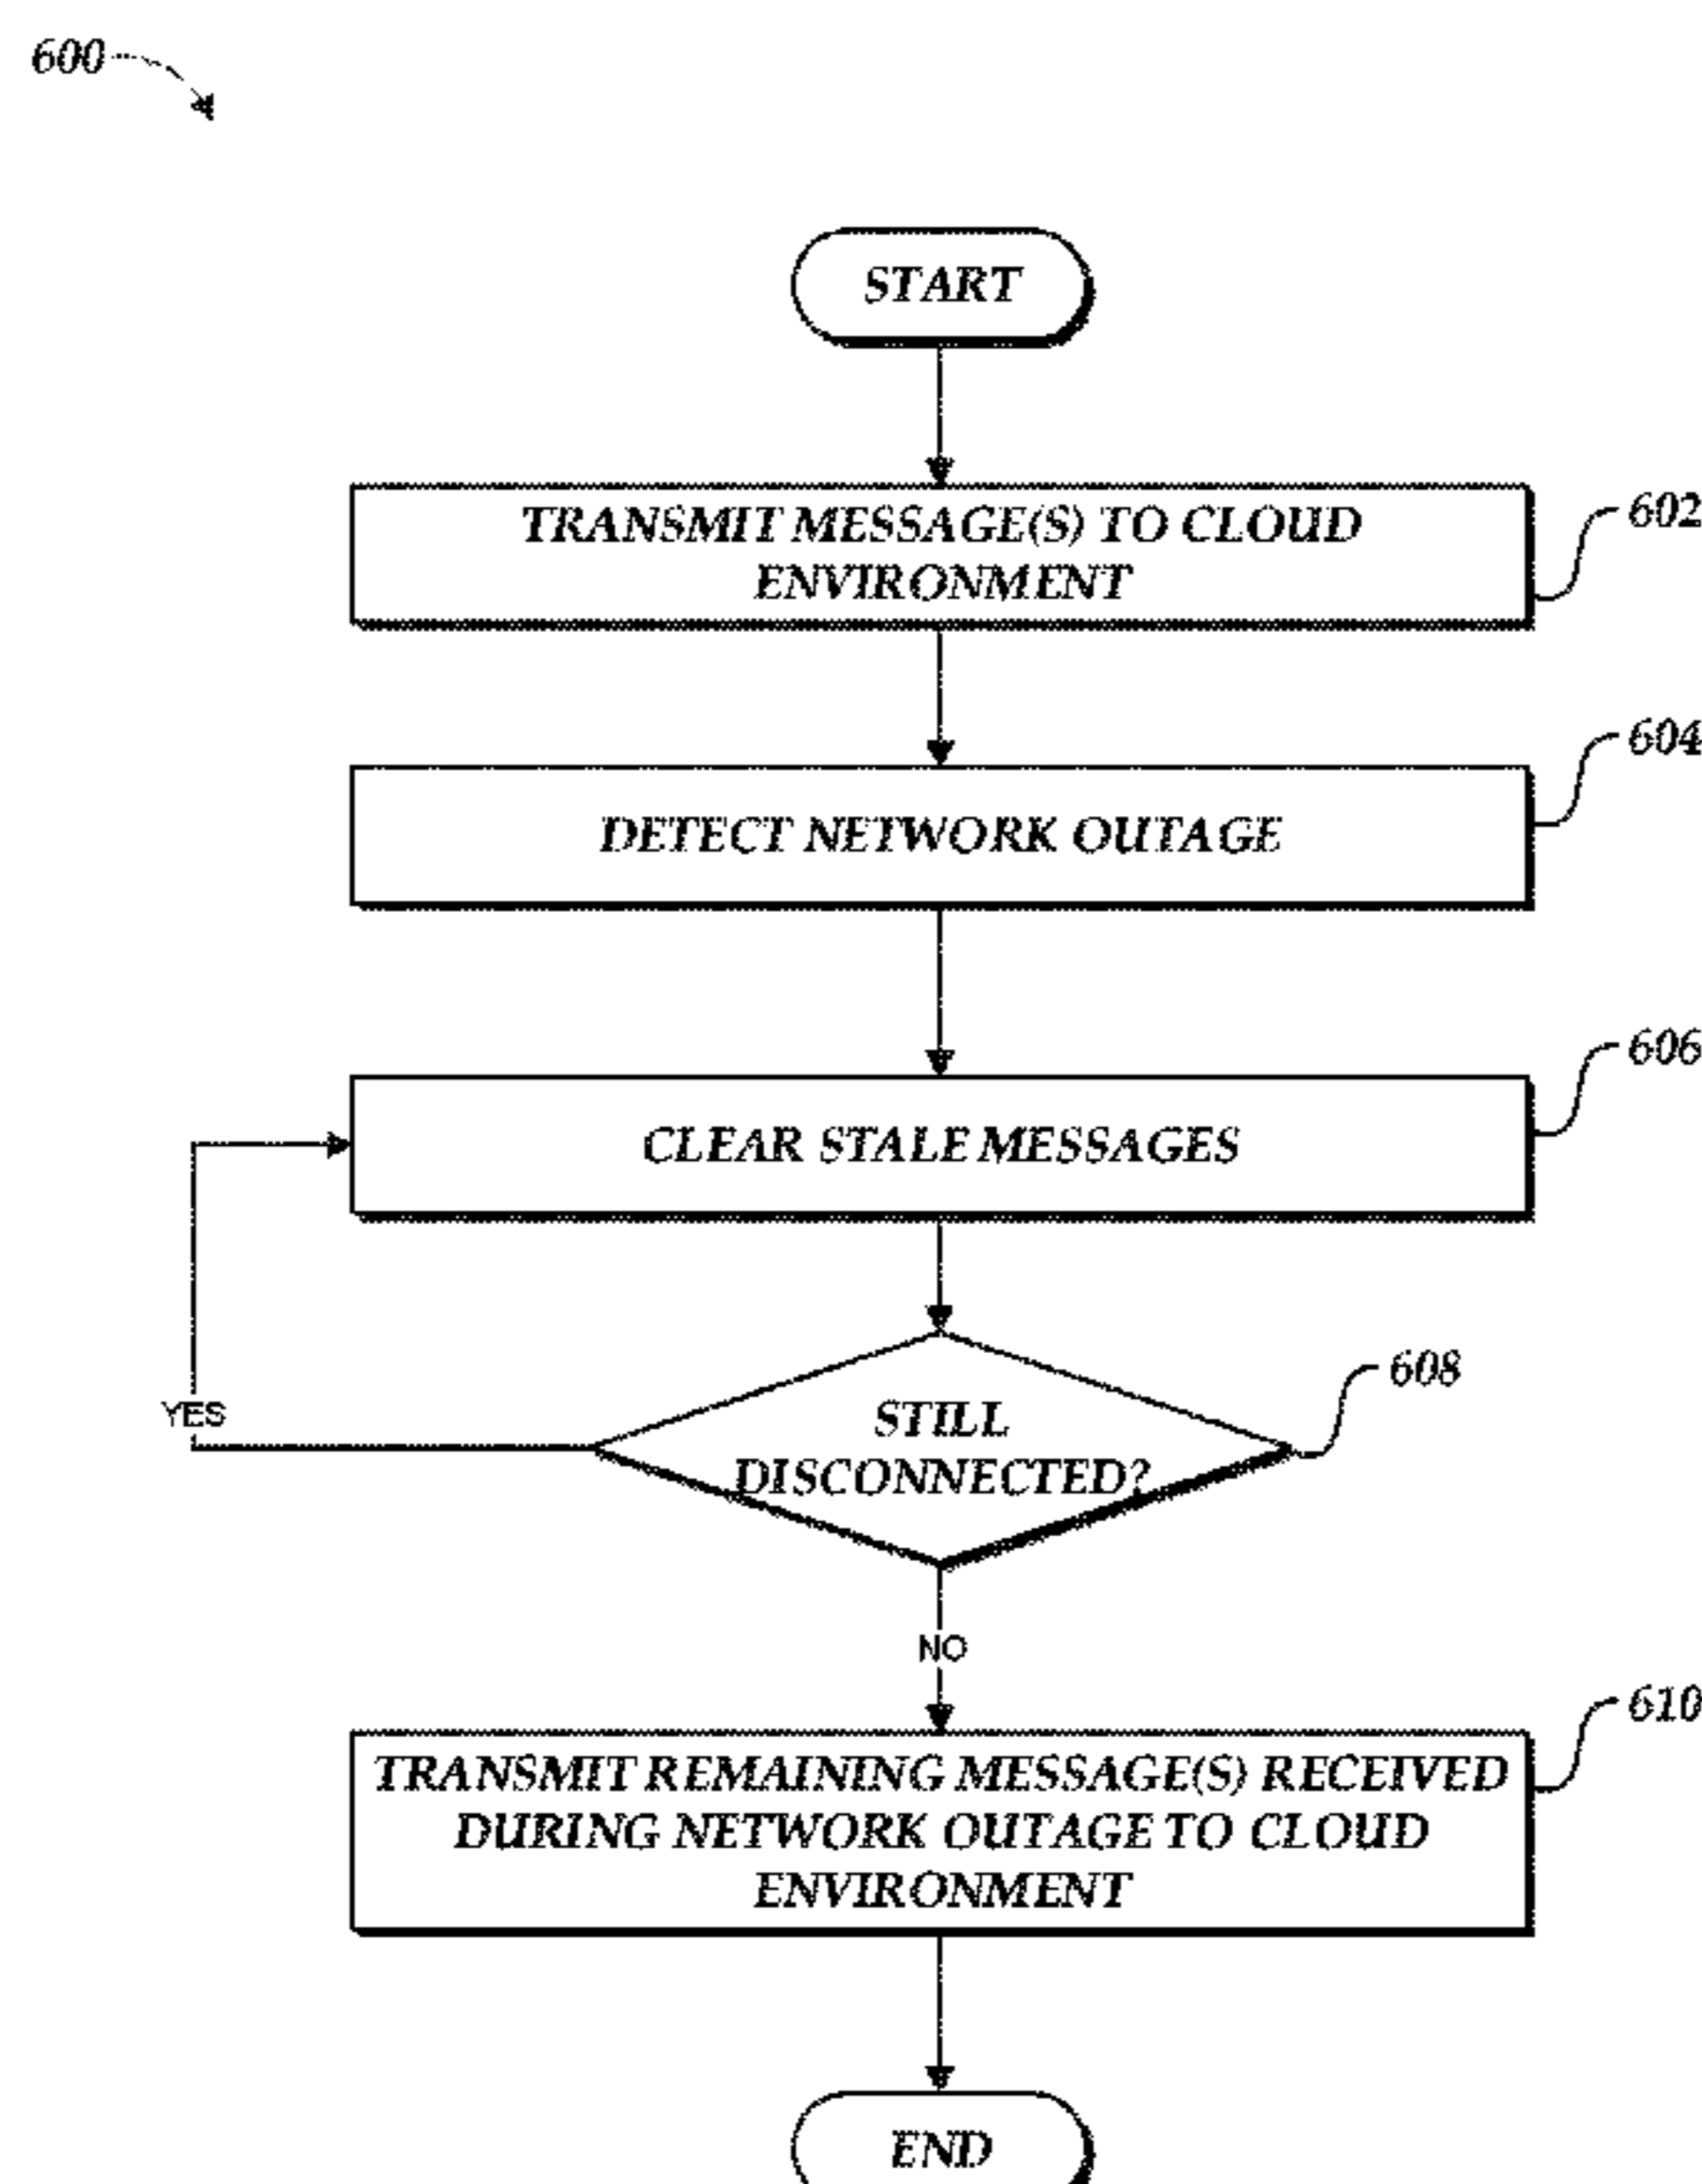 600
START
TRANSMIT MESSAGE(S) TO CLOUD
ENVIRONMENT
602
DETECT NETWORK OUTAGE
604
CLEAR STALE MESSAGES
606
STILL
DISCONNECTED?
608
YES
NO
TRANSMIT REMAINING MESSAGE(S) RECEIVED
DURING NETWORK OUTAGE TO CLOUD
ENVIRONMENT
610
END